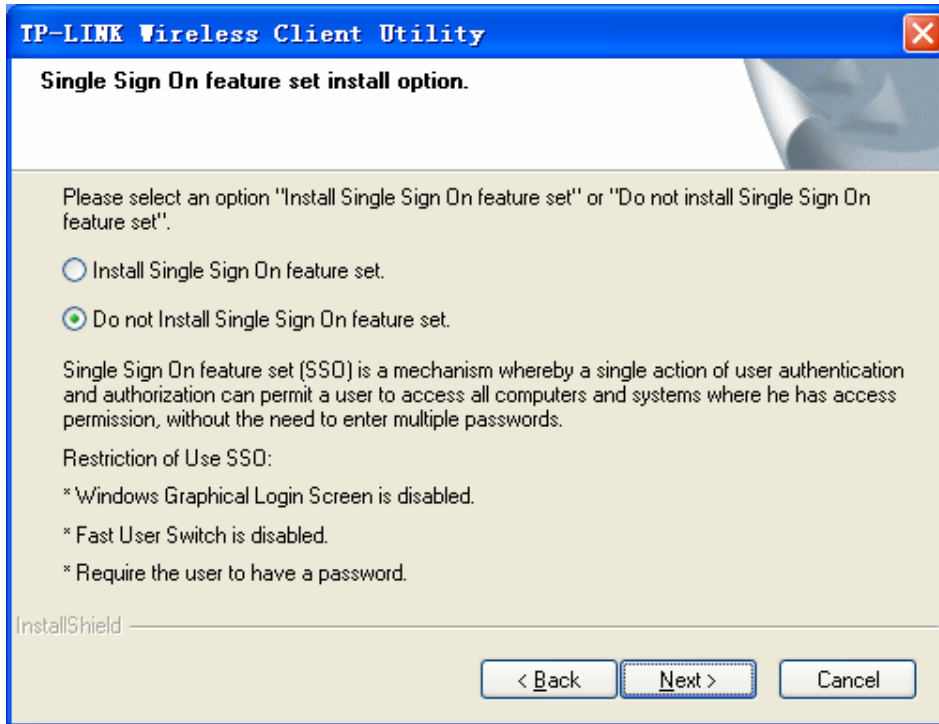 TP-LINK Wireless Client Utility
Single Sign On feature set install option.
Please select an option "Install Single Sign On feature set" or "Do not install Single Sign On
feature set".
Install Single Sign On feature set.
Do not Install Single Sign On feature set.
Single Sign On feature set (SSO) is a mechanism whereby a single action of user authentication
and authorization can permit a user to access all computers and systems where he has access
permission, without the need to enter multiple passwords.
Restriction of Use SSO:
* Windows Graphical Login Screen is disabled.
* Fast User Switch is disabled.
* Require the user to have a password.
InstallShield
< Back
Next >
Cancel